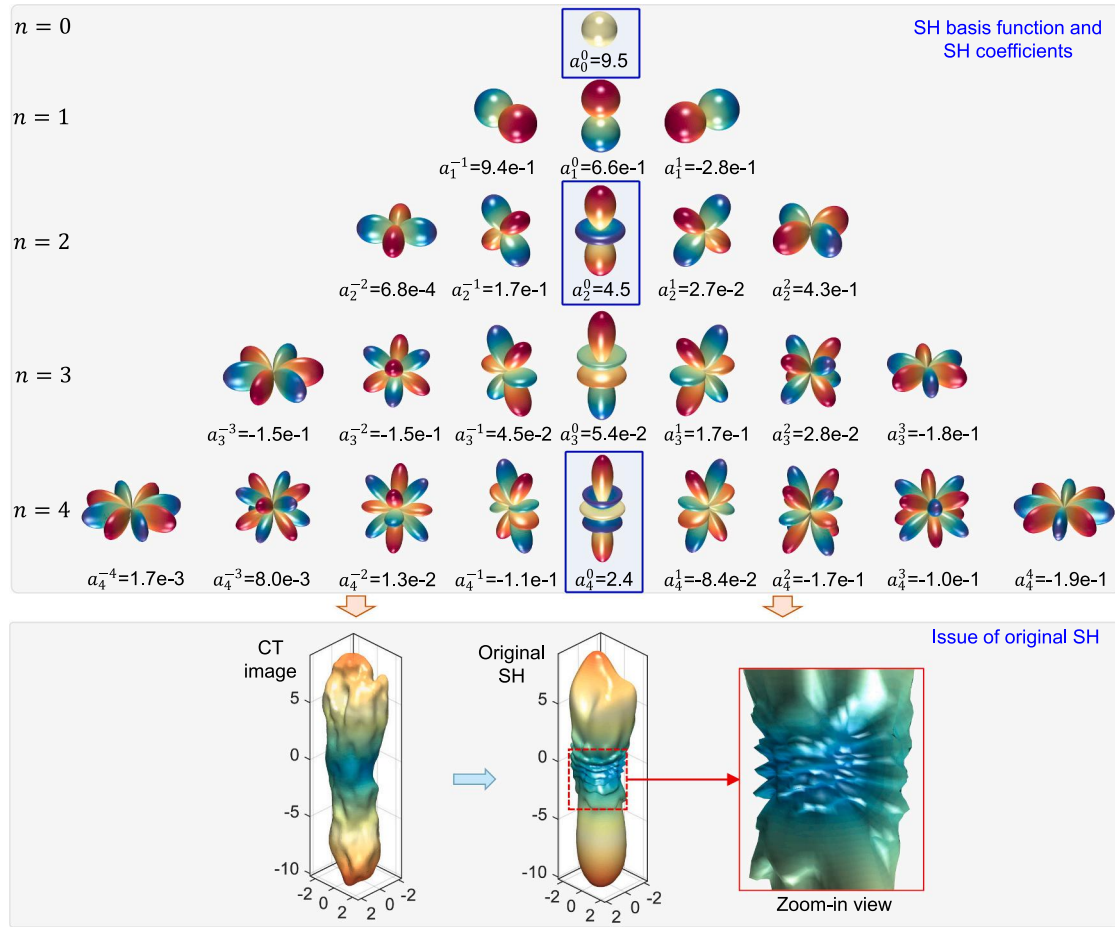 n = 0
SH basis function and
SH coefficients
a_0^0=9.5
n = 1
a_1^{-1}=9.4e-1 a_1^0=6.6e-1 a_1^1=-2.8e-1
n = 2
a_2^{-2}=6.8e-4 a_2^{-1}=1.7e-1 a_2^0=4.5 a_2^1=2.7e-2 a_2^2=4.3e-1
n = 3
a_3^{-3}=-1.5e-1 a_3^{-2}=-1.5e-1 a_3^{-1}=4.5e-2 a_3^0=5.4e-2 a_3^1=1.7e-1 a_3^2=2.8e-2 a_3^3=-1.8e-1
n = 4
a_4^{-4}=1.7e-3 a_4^{-3}=8.0e-3 a_4^{-2}=1.3e-2 a_4^{-1}=-1.1e-1 a_4^0=2.4 a_4^1=-8.4e-2 a_4^2=-1.7e-1 a_4^3=-1.0e-1 a_4^4=-1.9e-1
Issue of original SH
CT
image
5
0
-5
-10
-2
0
2
2
0
-2
Original
SH
5
0
-5
-10
-2
0
2
2
0
-2
Zoom-in view